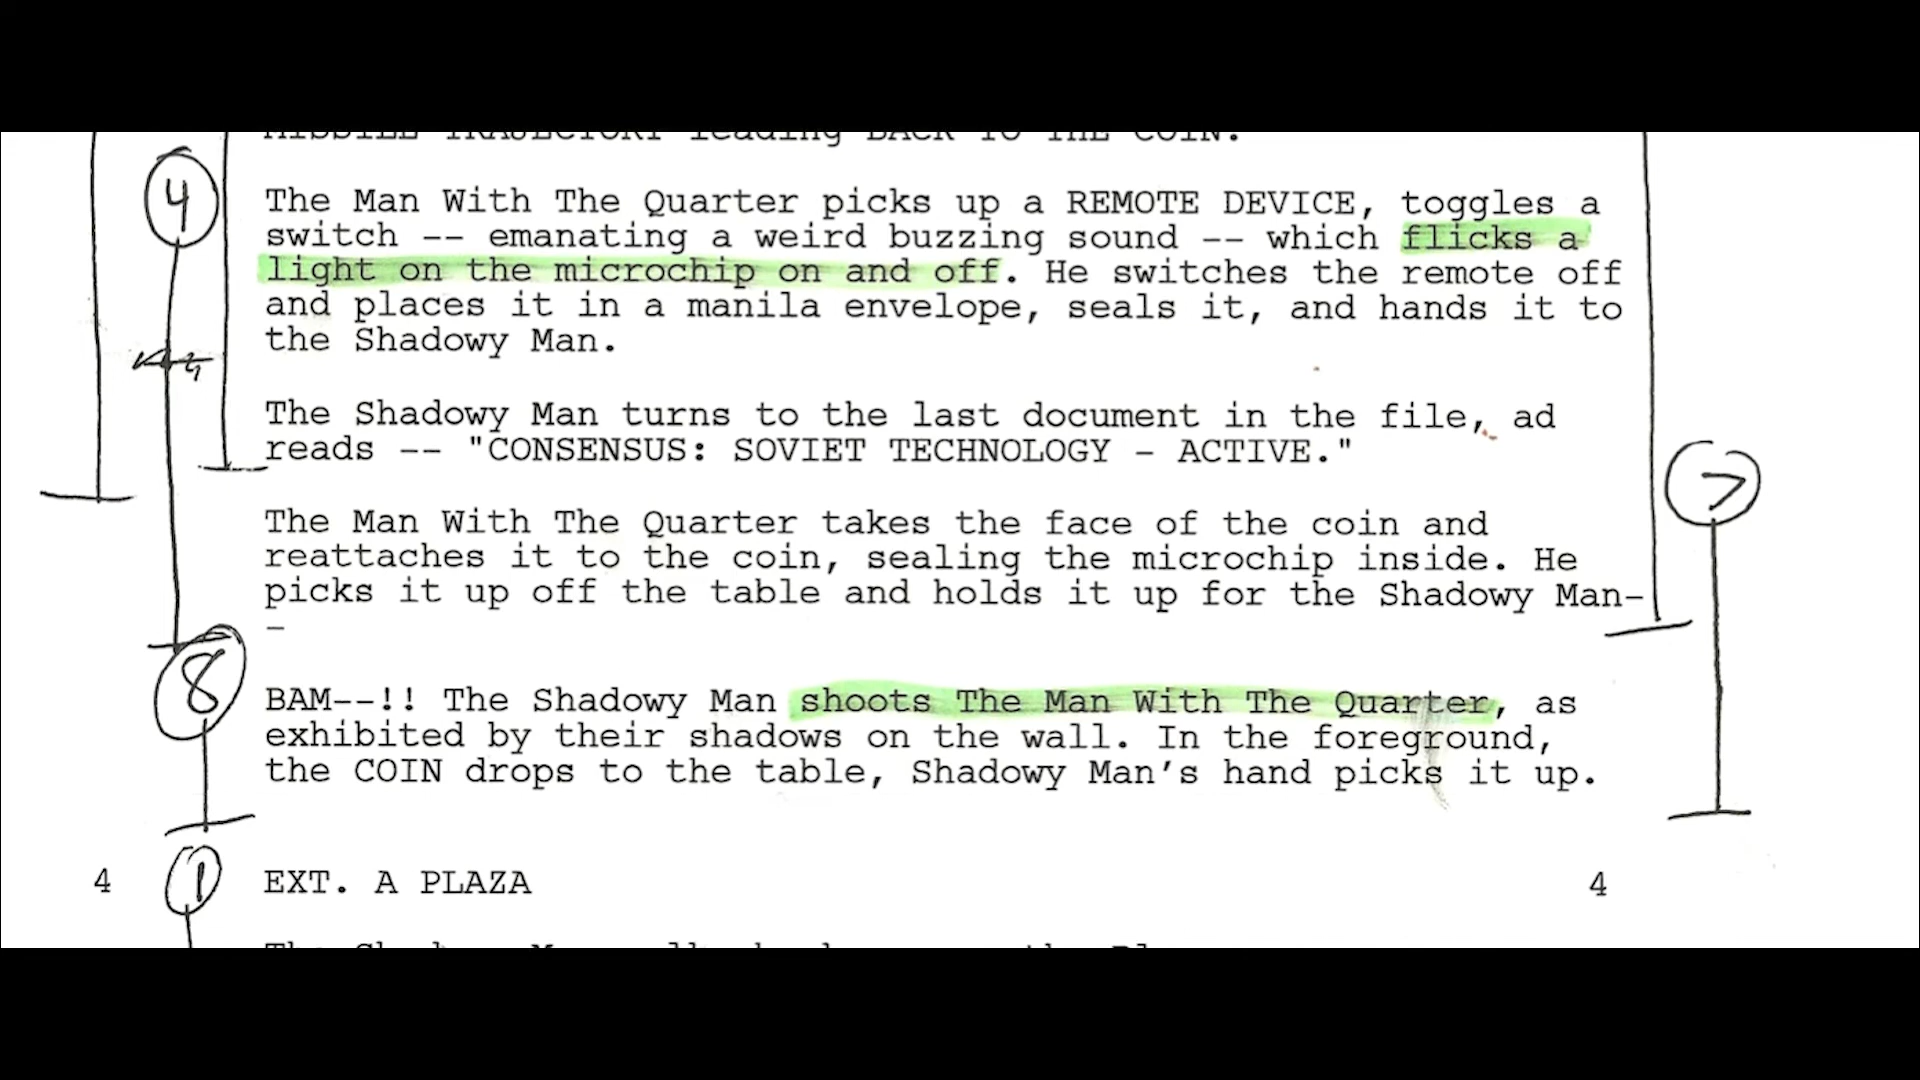 MISSILE TRAJECTORY leading BACK TO THE COIN.
4
The Man With The Quarter picks up a REMOTE DEVICE, toggles a
switch -- emanating a weird buzzing sound -- which flicks a
light on the microchip on and off. He switches the remote off
and places it in a manila envelope, seals it, and hands it to
the Shadowy Man.
The Shadowy Man turns to the last document in the file, ad
reads -- "CONSENSUS: SOVIET TECHNOLOGY - ACTIVE."
7
The Man With The Quarter takes the face of the coin and
reattaches it to the coin, sealing the microchip inside. He
picks it up off the table and holds it up for the Shadowy Man-
-
8
BAM--!! The Shadowy Man shoots The Man With The Quarter, as
exhibited by their shadows on the wall. In the foreground,
the COIN drops to the table, Shadowy Man's hand picks it up.
4 1 EXT. A PLAZA 4